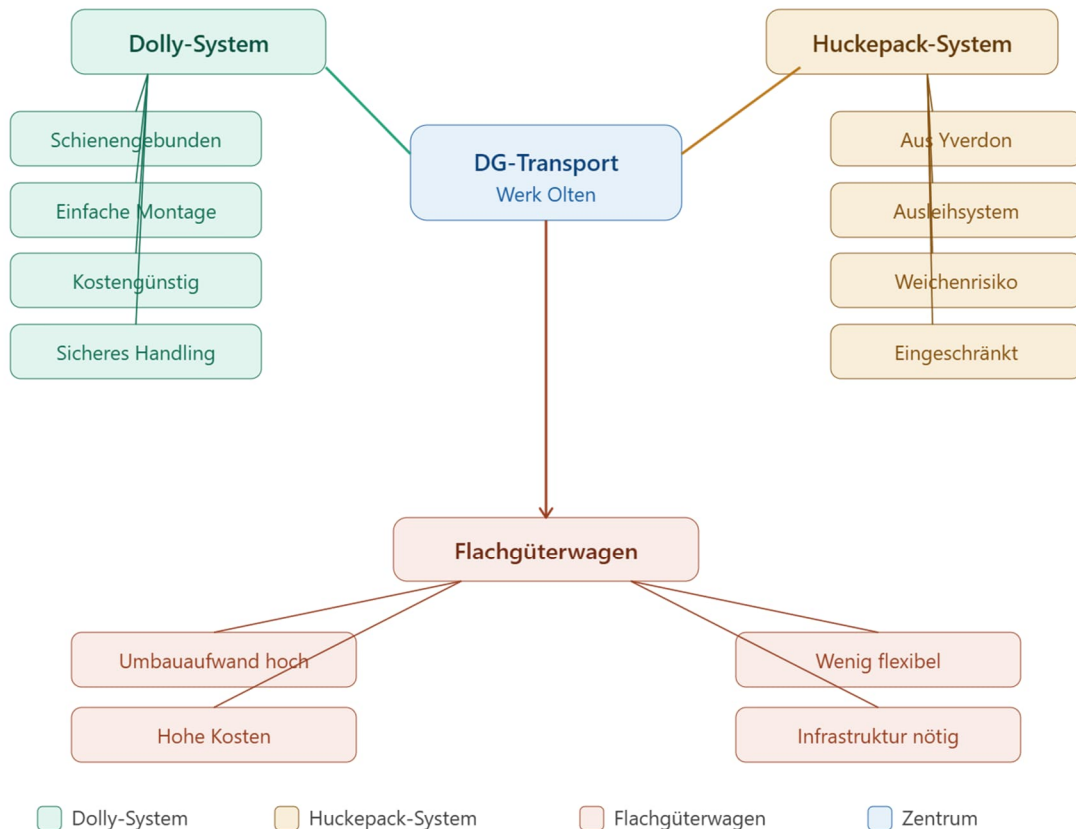 Dolly-System
Huckepack-System
DG-Transport
Werk Olten
Schienengebunden
Einfache Montage
Kostengünstig
Sicheres Handling
Aus Yverdon
Ausleihsystem
Weichenrisiko
Eingeschränkt
Flachgüterwagen
Umbauaufwand hoch
Hohe Kosten
Wenig flexibel
Infrastruktur nötig
Dolly-System
Huckepack-System
Flachgüterwagen
Zentrum